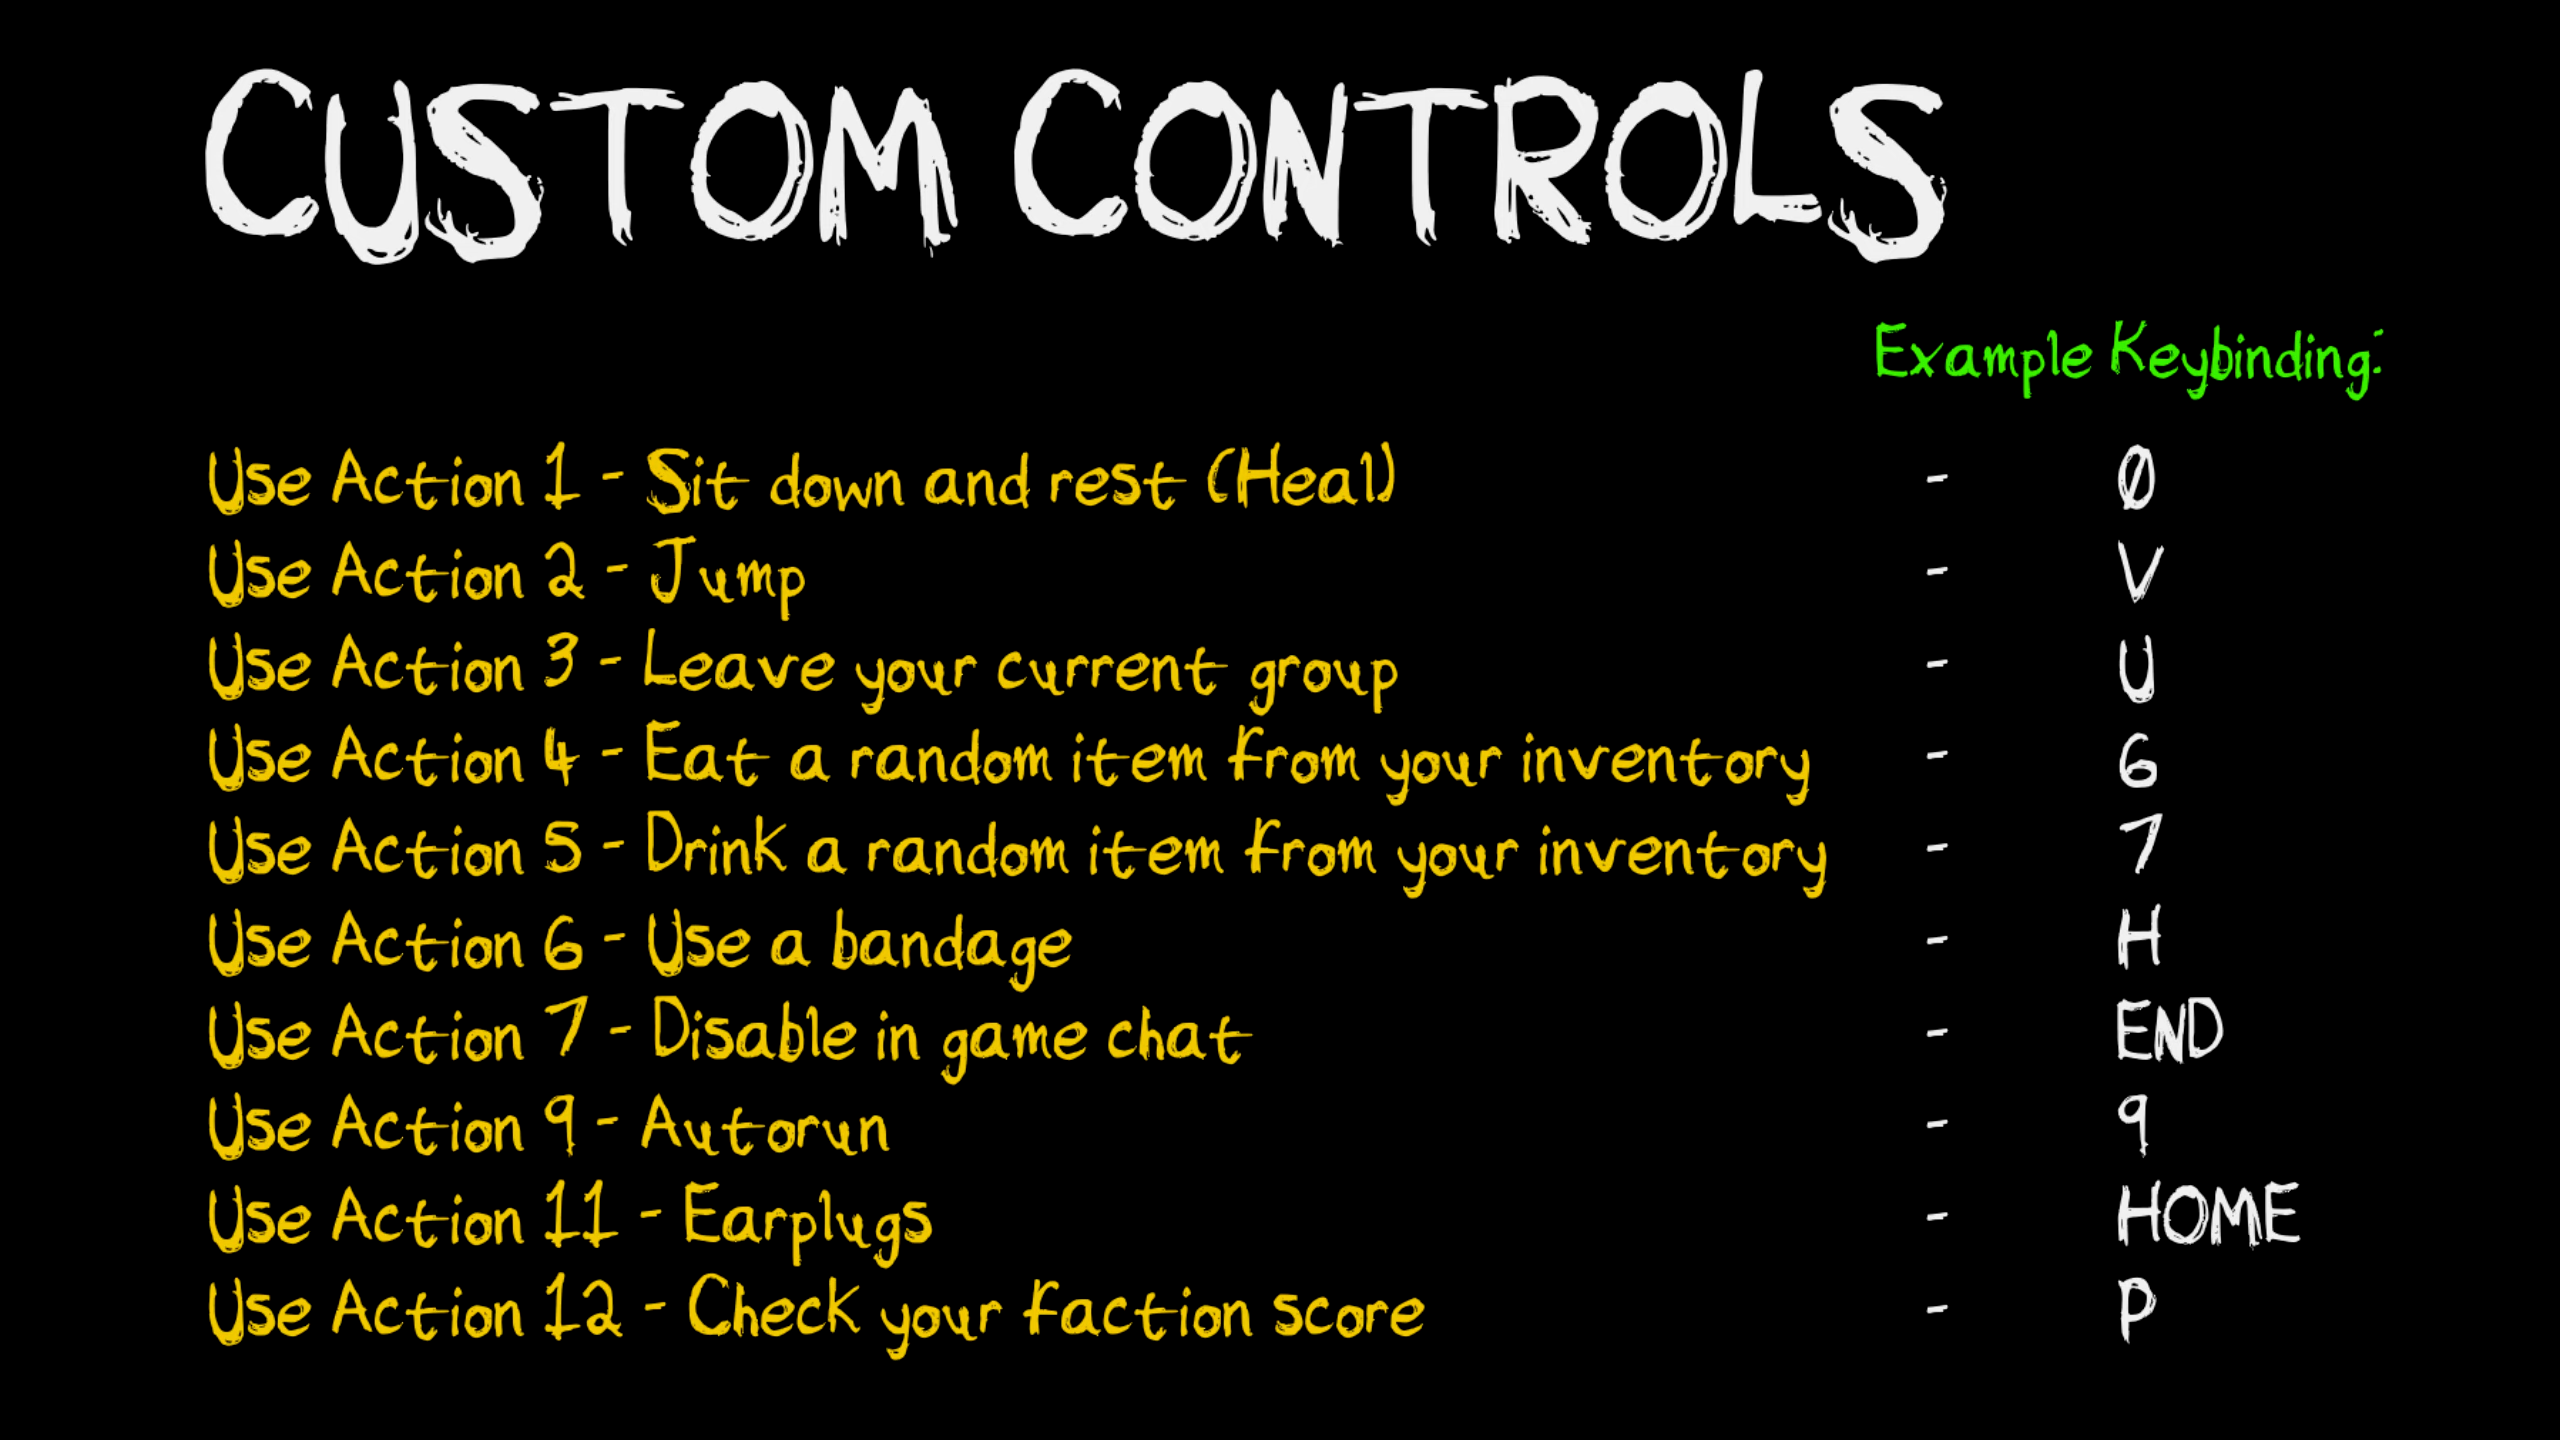 CUSTOM CONTROLS
Example Keybinding:
Use Action 1 - Sit down and rest (Heal) - 0
Use Action 2 - Jump - V
Use Action 3 - Leave your current group - U
Use Action 4 - Eat a random item from your inventory - 6
Use Action 5 - Drink a random item from your inventory - 7
Use Action 6 - Use a bandage - H
Use Action 7 - Disable in game chat - END
Use Action 9 - Autorun - 9
Use Action 11 - Earplugs - HOME
Use Action 12 - Check your faction score - P